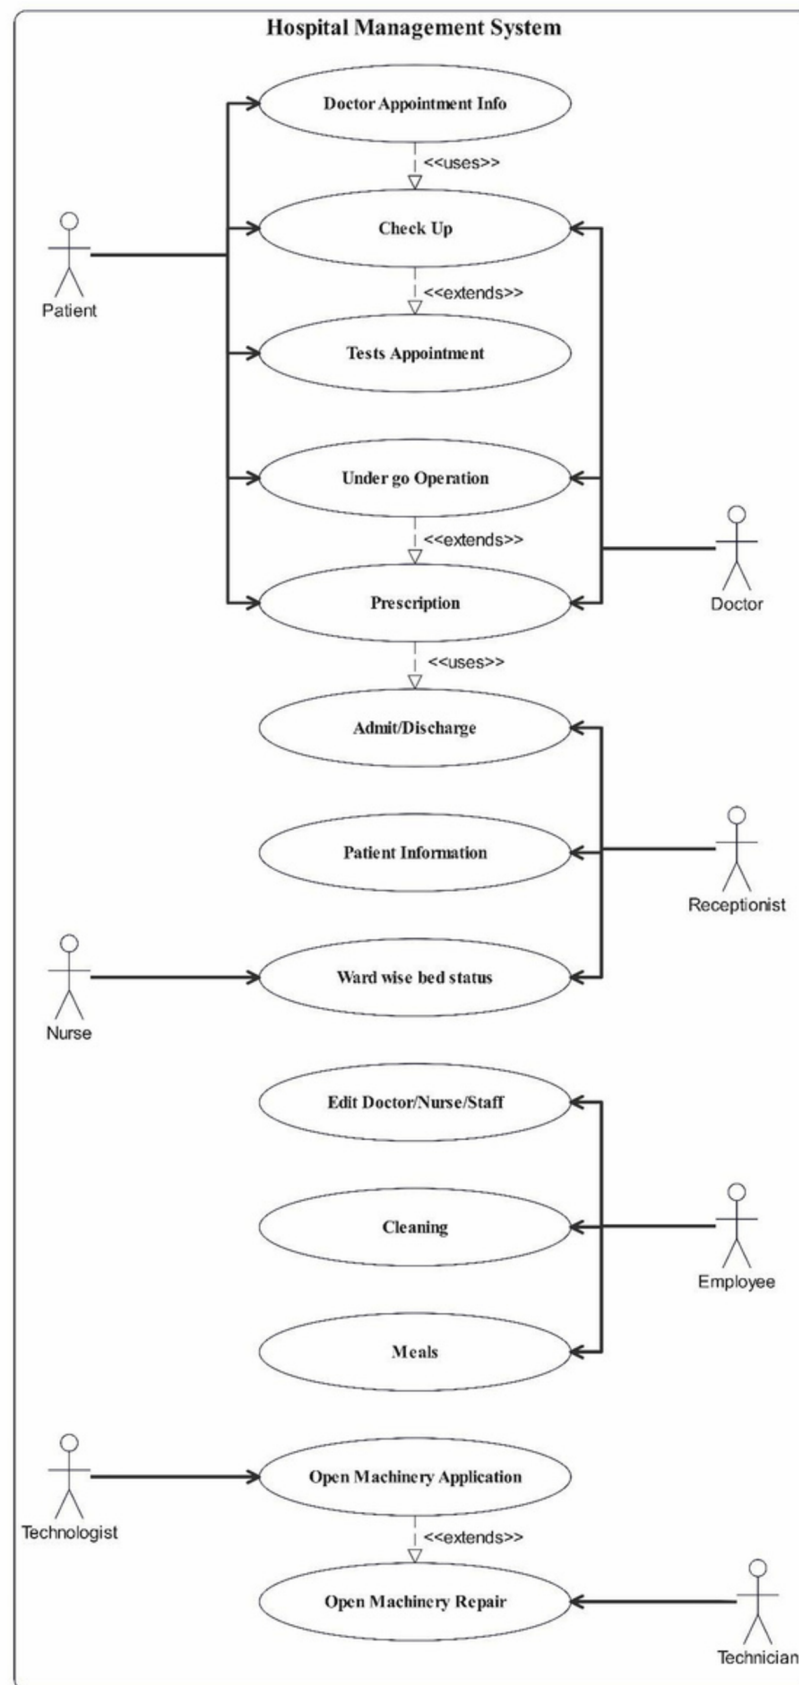 Hospital Management System
Doctor Appointment Info
<<uses>>
Check Up
<<extends>>
Patient
Tests Appointment
Under go Operation
<<extends>>
Prescription
Doctor
<<uses>>
Admit/Discharge
Patient Information
Receptionist
Ward wise bed status
Nurse
Edit Doctor/Nurse/Staff
Cleaning
Employee
Meals
Open Machinery Application
Technologist
<<extends>>
Open Machinery Repair
Technician